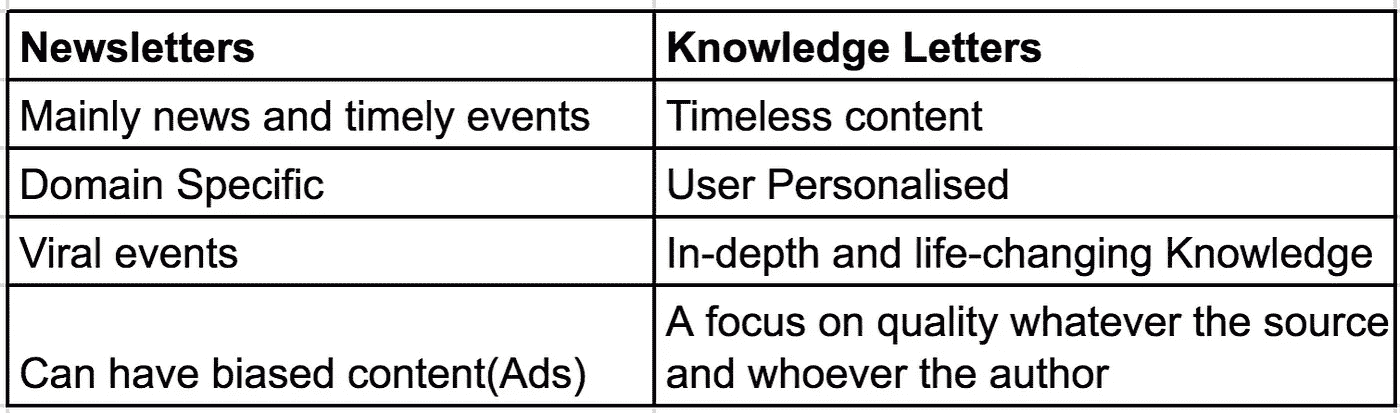 Newsletters
Knowledge Letters
Mainly news and timely events
Timeless content
Domain Specific
User Personalised
Viral events
In-depth and life-changing Knowledge
Can have biased content(Ads)
A focus on quality whatever the source
and whoever the author